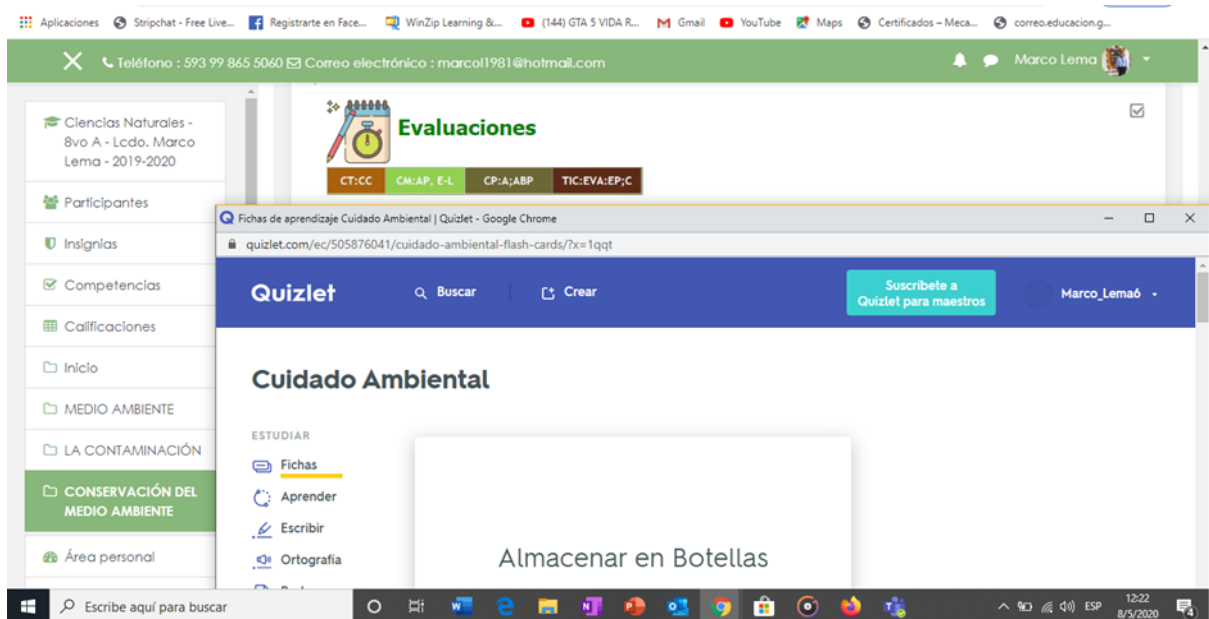 Aplicaciones Stripchat - Free Live... Registrarte en Face... WinZip Learning &... (144) GTA 5 VIDA R... Gmail YouTube Maps Certificados – Meca... correo.educacion.g...
Teléfono : 593 99 865 5060 Correo electrónico : marcol1981@hotmail.com Marco Lema
Ciencias Naturales -
8vo A - Lcdo. Marco
Lema - 2019-2020
Participantes
Insignias
Competencias
Calificaciones
Inicio
MEDIO AMBIENTE
LA CONTAMINACIÓN
CONSERVACIÓN DEL
MEDIO AMBIENTE
Área personal
Evaluaciones
CT:CC CM:AP, E-L CP:A;ABP TIC:EVA:EP;C
Fichas de aprendizaje Cuidado Ambiental | Quizlet - Google Chrome
quizlet.com/ec/505876041/cuidado-ambiental-flash-cards/?x=1qqt
Quizlet Buscar Crear
Suscríbete a
Quizlet para maestros
Marco_Lema6
Cuidado Ambiental
ESTUDIAR
Fichas
Aprender
Escribir
Ortografía
Almacenar en Botellas
Escribe aquí para buscar
ESP
12:22
8/5/2020
4